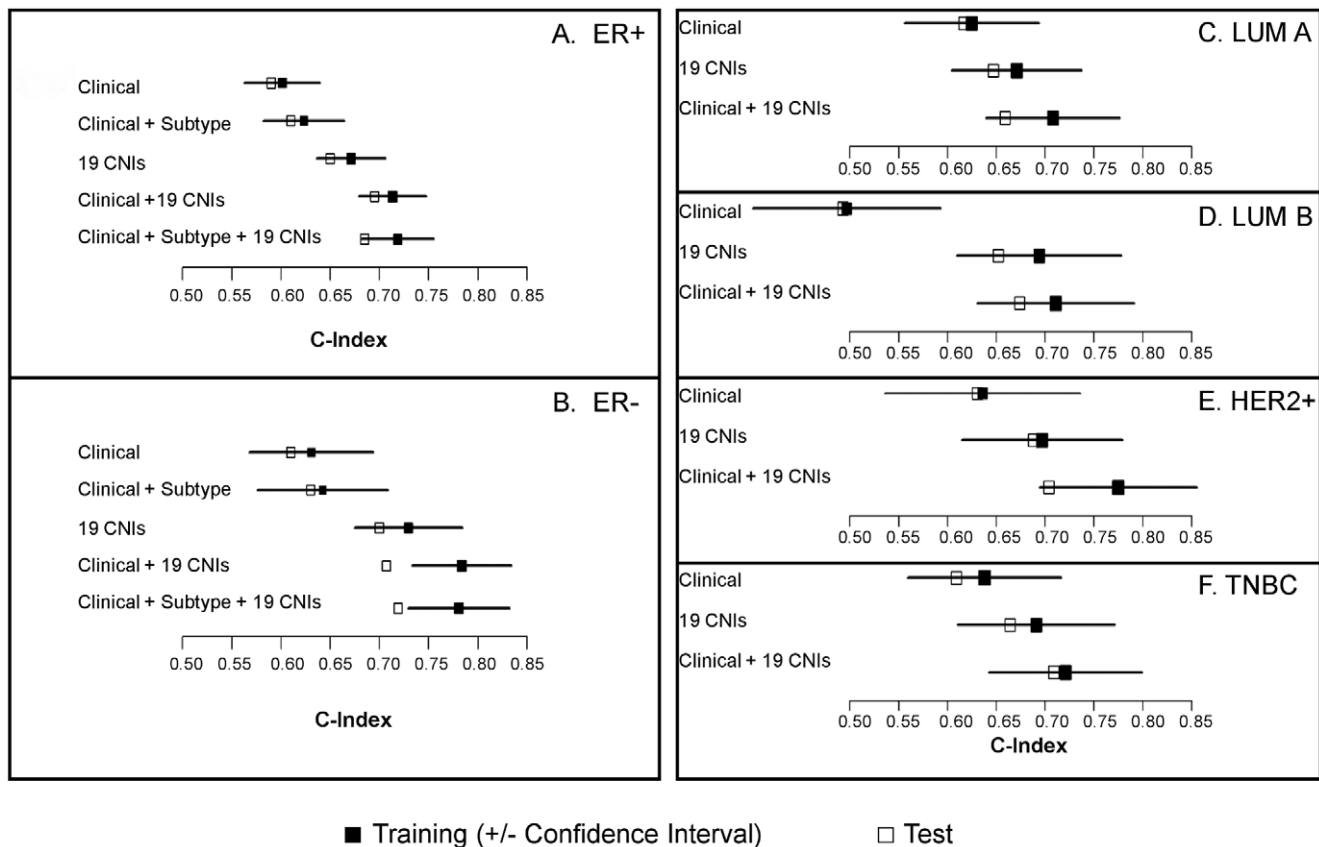 A. ER+
Clinical
Clinical + Subtype
19 CNIs
Clinical +19 CNIs
Clinical + Subtype + 19 CNIs
0.50 0.55 0.60 0.65 0.70 0.75 0.80 0.85
C-Index
B. ER-
Clinical
Clinical + Subtype
19 CNIs
Clinical + 19 CNIs
Clinical + Subtype + 19 CNIs
0.50 0.55 0.60 0.65 0.70 0.75 0.80 0.85
C-Index
C. LUM A
Clinical
19 CNIs
Clinical + 19 CNIs
0.50 0.55 0.60 0.65 0.70 0.75 0.80 0.85
D. LUM B
Clinical
19 CNIs
Clinical + 19 CNIs
0.50 0.55 0.60 0.65 0.70 0.75 0.80 0.85
E. HER2+
Clinical
19 CNIs
Clinical + 19 CNIs
0.50 0.55 0.60 0.65 0.70 0.75 0.80 0.85
F. TNBC
Clinical
19 CNIs
Clinical + 19 CNIs
0.50 0.55 0.60 0.65 0.70 0.75 0.80 0.85
C-Index
Training (+/- Confidence Interval) Test